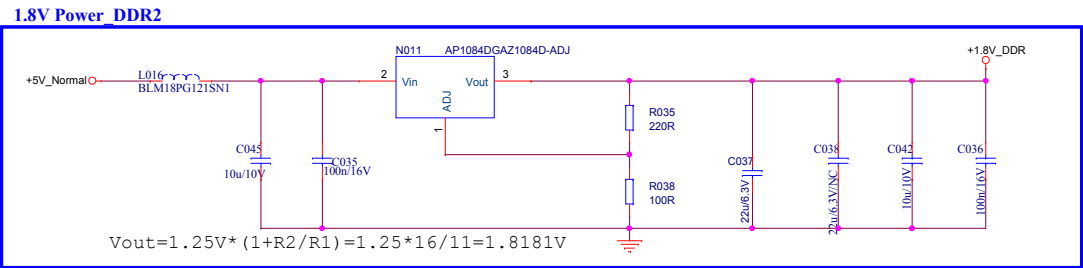 1.8V Power_DDR2
N011 AP1084DGAZ1084D-ADJ
+1.8V_DDR
+5V_Normal
L016
BLM18PG121SN1
2
Vin
Vout
3
ADJ
1
R035
220R
C045
10u/10V
C035
100n/16V
R038
100R
C037
22u/6.3V
C038
22u/6.3V/NC
C042
10u/10V
C036
100n/16V
Vout=1.25V*(1+R2/R1)=1.25*16/11=1.8181V